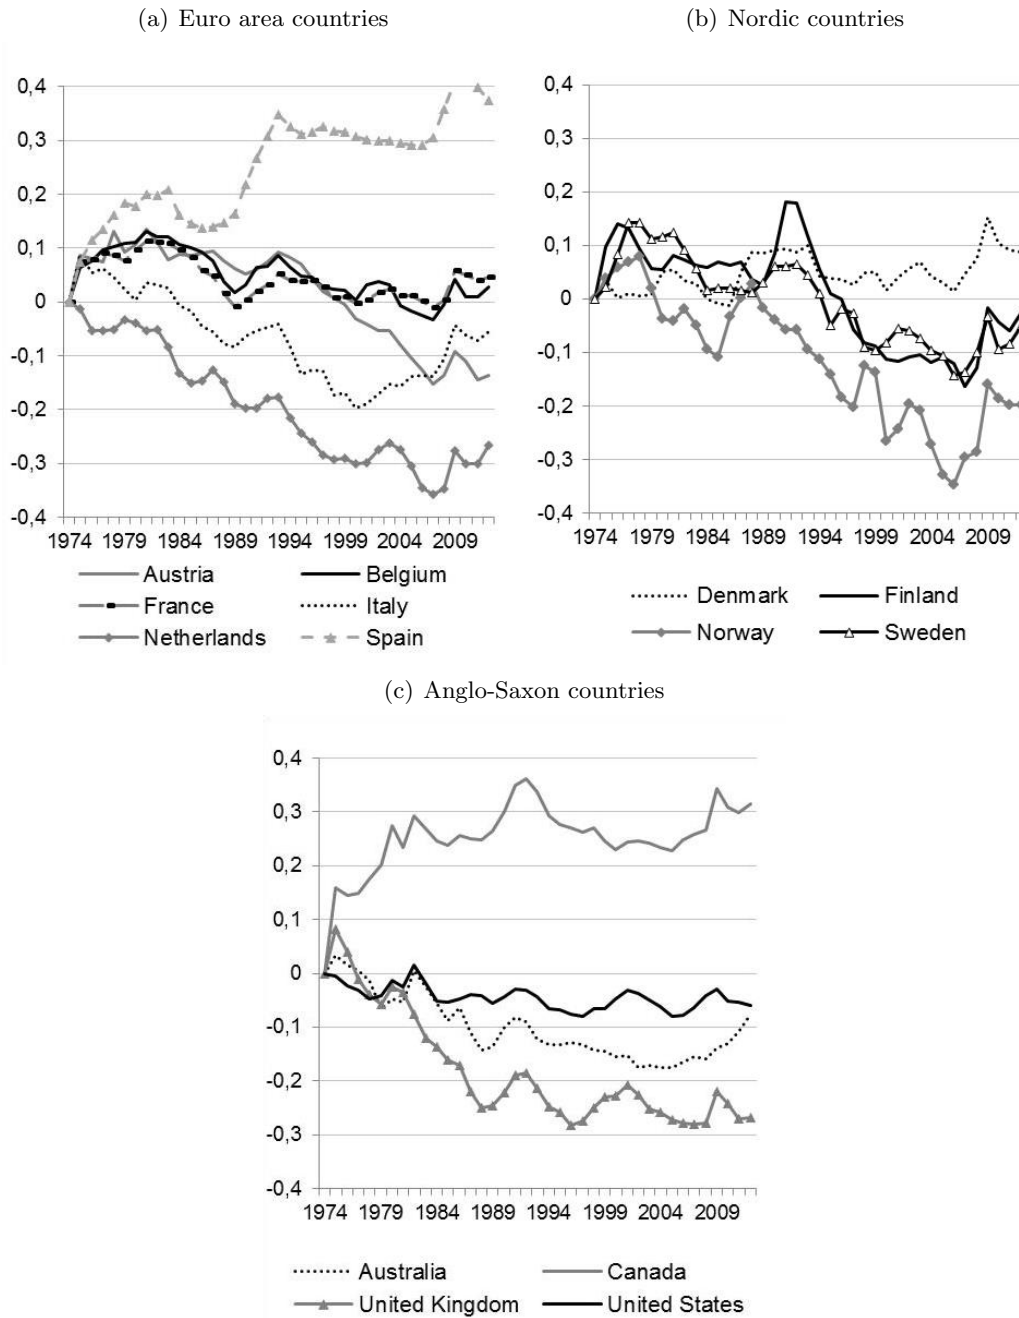 (a) Euro area countries
0,4
0,3
0,2
0,1
0
-0,1
-0,2
-0,3
-0,4
1974 1979 1984 1989 1994 1999 2004 2009
Austria Belgium
France Italy
Netherlands Spain
(b) Nordic countries
0,4
0,3
0,2
0,1
0
-0,1
-0,2
-0,3
-0,4
1974 1979 1984 1989 1994 1999 2004 2009
Denmark Finland
Norway Sweden
(c) Anglo-Saxon countries
0,4
0,3
0,2
0,1
0
-0,1
-0,2
-0,3
-0,4
1974 1979 1984 1989 1994 1999 2004 2009
Australia Canada
United Kingdom United States